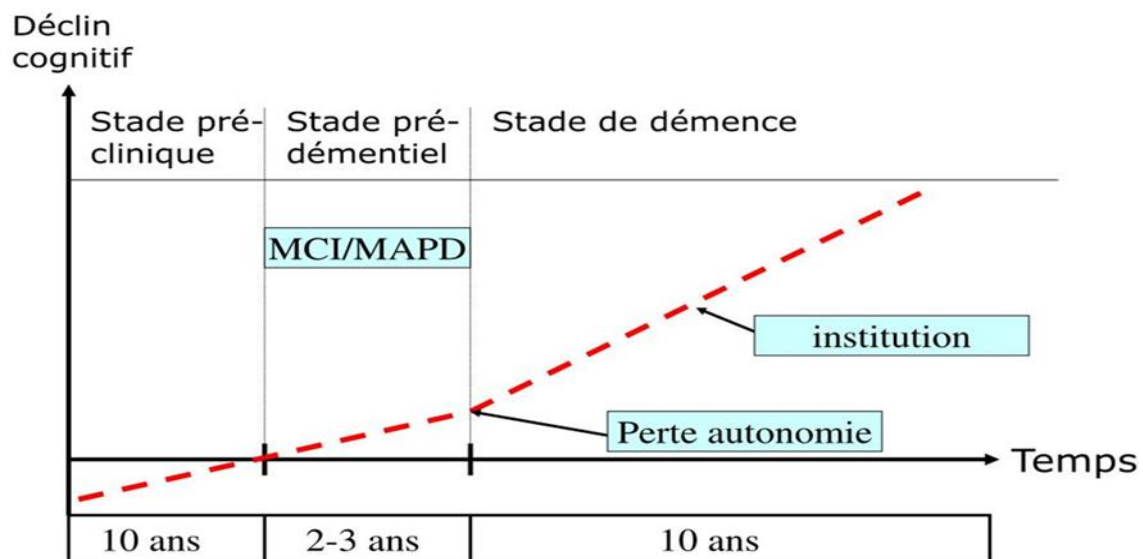 Déclin
cognitif
Stade pré-
clinique
Stade pré-
démentiel
Stade de démence
MCI/MAPD
institution
Perte autonomie
Temps
10 ans
2-3 ans
10 ans